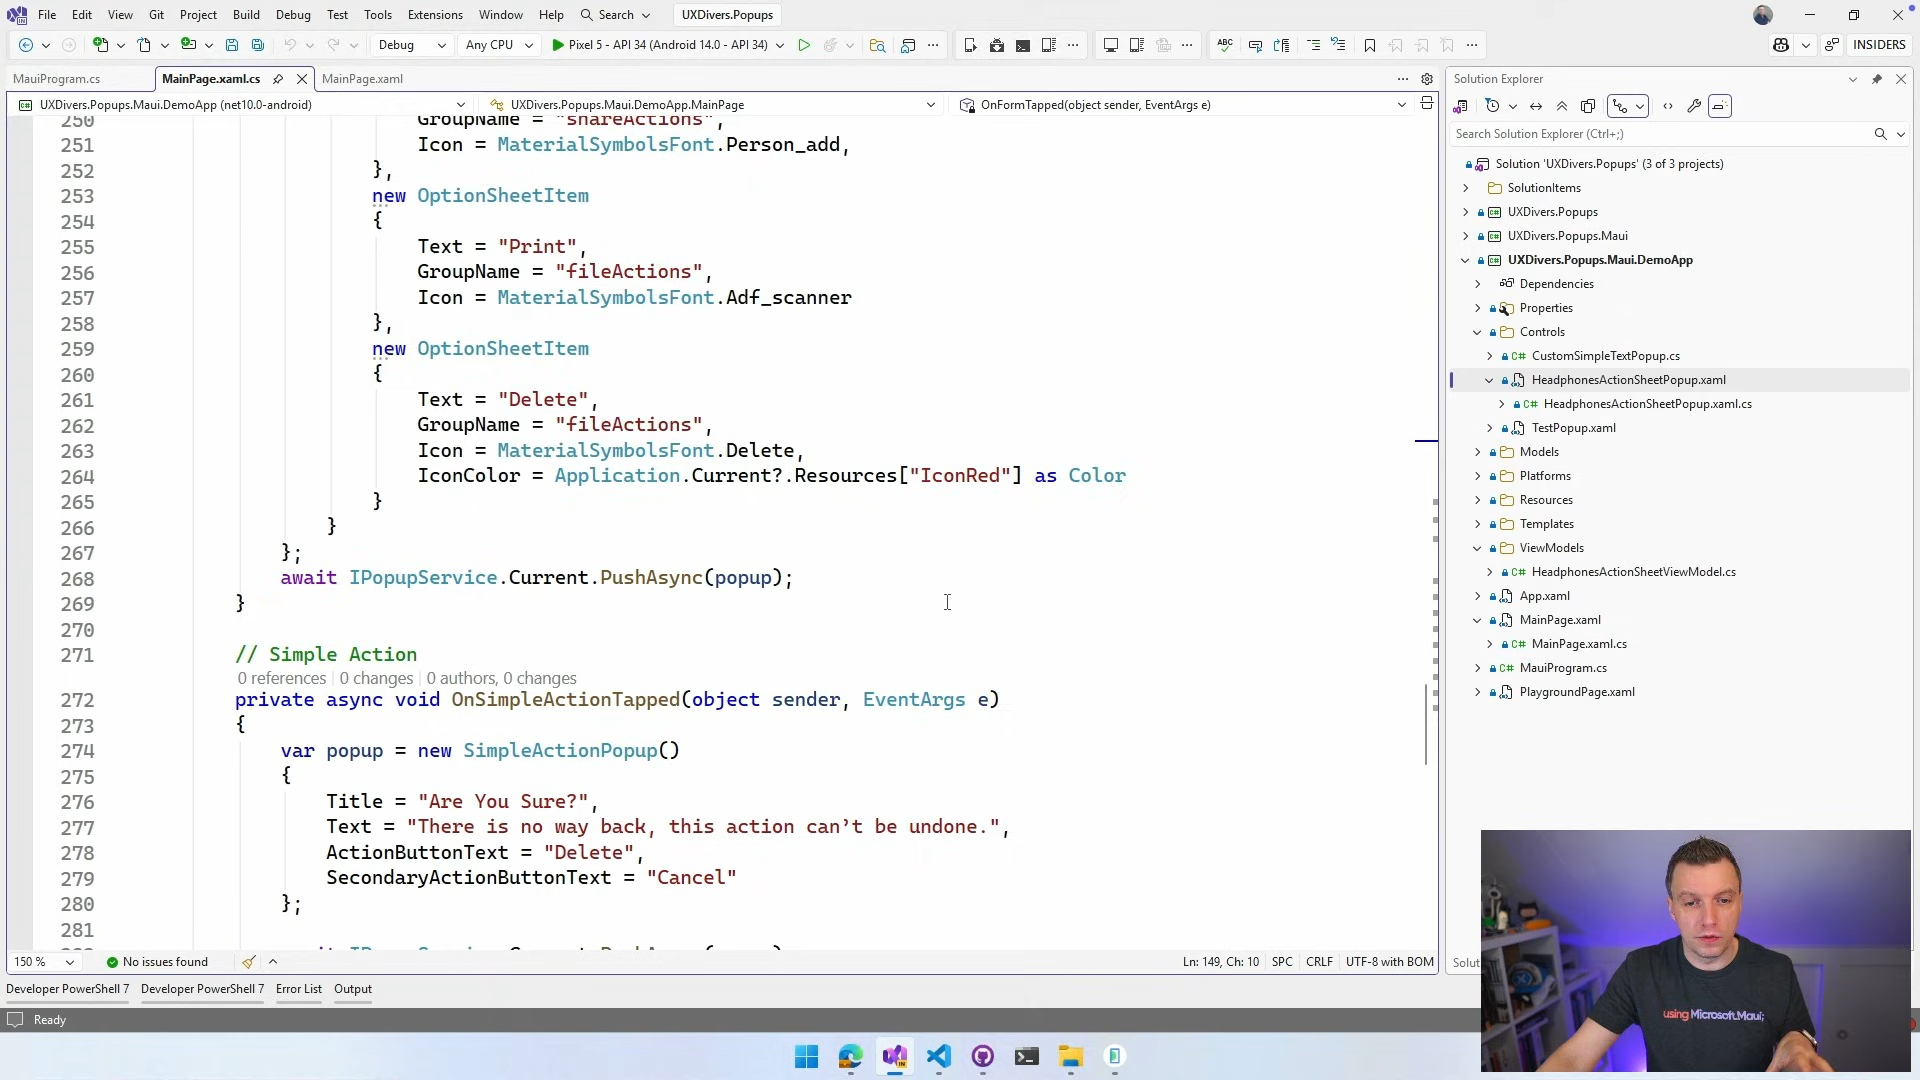 File Edit View Git Project Build Debug Test Tools Extensions Window Help Search UXDivers.Popups
Debug Any CPU Pixel 5 - API 34 (Android 14.0 - API 34) INSIDERS
MauiProgram.cs MainPage.xaml.cs MainPage.xaml
UXDivers.Popups.Maui.DemoApp (net10.0-android) UXDivers.Popups.Maui.DemoApp.MainPage OnFormTapped(object sender, EventArgs e)
250 GroupName = "shareActions",
251 Icon = MaterialSymbolsFont.Person_add,
252 },
253 new OptionSheetItem
254 {
255 Text = "Print",
256 GroupName = "fileActions",
257 Icon = MaterialSymbolsFont.Adf_scanner
258 },
259 new OptionSheetItem
260 {
261 Text = "Delete",
262 GroupName = "fileActions",
263 Icon = MaterialSymbolsFont.Delete,
264 IconColor = Application.Current?.Resources["IconRed"] as Color
265 }
266 }
267 };
268 await IPopupService.Current.PushAsync(popup);
269 }
270
271 // Simple Action
0 references | 0 changes | 0 authors, 0 changes
272 private async void OnSimpleActionTapped(object sender, EventArgs e)
273 {
274 var popup = new SimpleActionPopup()
275 {
276 Title = "Are You Sure?",
277 Text = "There is no way back, this action can’t be undone.",
278 ActionButtonText = "Delete",
279 SecondaryActionButtonText = "Cancel"
280 };
281
150 % No issues found Ln: 149, Ch: 10 SPC CRLF UTF-8 with BOM
Developer PowerShell 7 Developer PowerShell 7 Error List Output
Ready
Solution Explorer
Search Solution Explorer (Ctrl+;)
Solution 'UXDivers.Popups' (3 of 3 projects)
SolutionItems
UXDivers.Popups
UXDivers.Popups.Maui
UXDivers.Popups.Maui.DemoApp
Dependencies
Properties
Controls
C# CustomSimpleTextPopup.cs
HeadphonesActionSheetPopup.xaml
C# HeadphonesActionSheetPopup.xaml.cs
TestPopup.xaml
Models
Platforms
Resources
Templates
ViewModels
C# HeadphonesActionSheetViewModel.cs
App.xaml
MainPage.xaml
C# MainPage.xaml.cs
C# MauiProgram.cs
PlaygroundPage.xaml
using Microsoft.Maui;